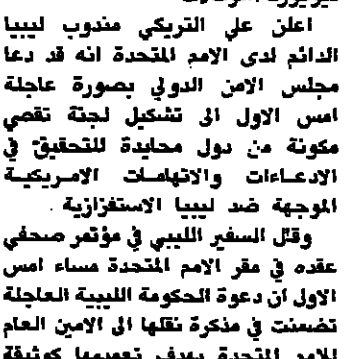 اعلن علي التريكي مندوب ليبيا
الدائم لدى الامم المتحدة انه قد دعا
مجلس الامن الدولي بصورة عاجلة
امس الاول الى تشكيل لجنة تقصي
مكونة من دول محايدة للتحقيق في
الادعاءات والاتهامات الامريكية
الموجهة ضد ليبيا الاستفزازية .
وقال السفير الليبي في مؤتمر صحفي
عقده في مقر الامم المتحدة مساء امس
الاول ان دعوة الحكومة الليبية العاجلة
تضمنت في مذكرة نقلها الى الامين العام
للامم المتحدة بهدف تعميمها كوثيقة